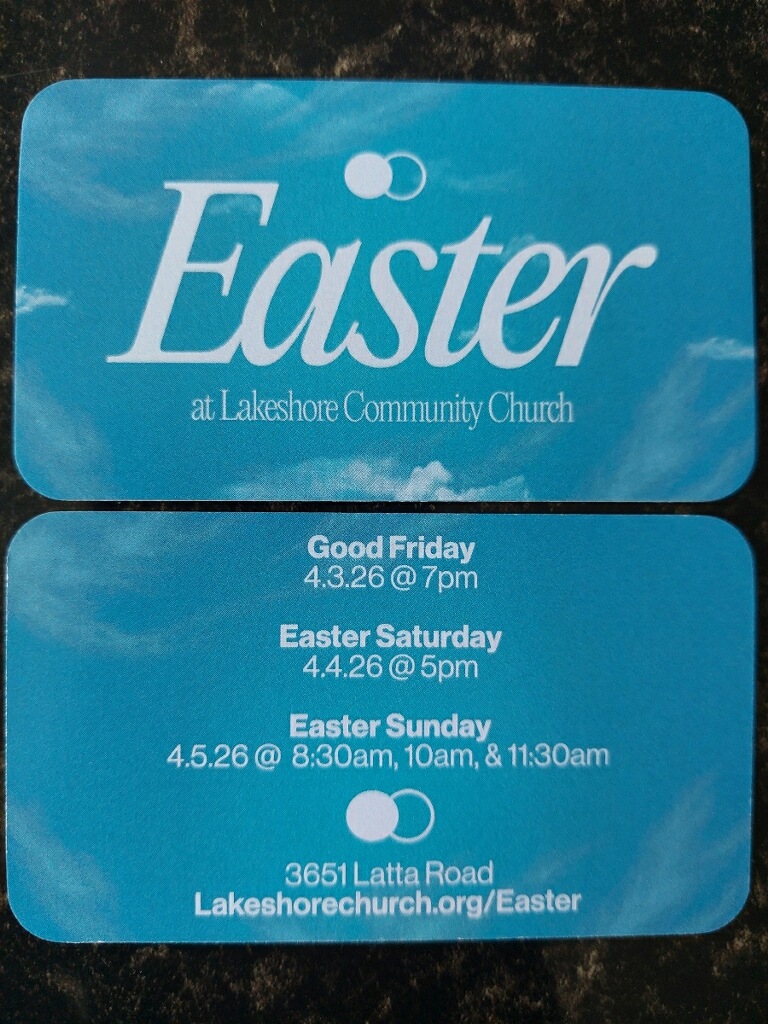 Easter
at Lakeshore Community Church
Good Friday
4.3.26 @ 7pm
Easter Saturday
4.4.26 @ 5pm
Easter Sunday
4.5.26 @ 8:30am, 10am, & 11:30am
3651 Latta Road
Lakeshorechurch.org/Easter